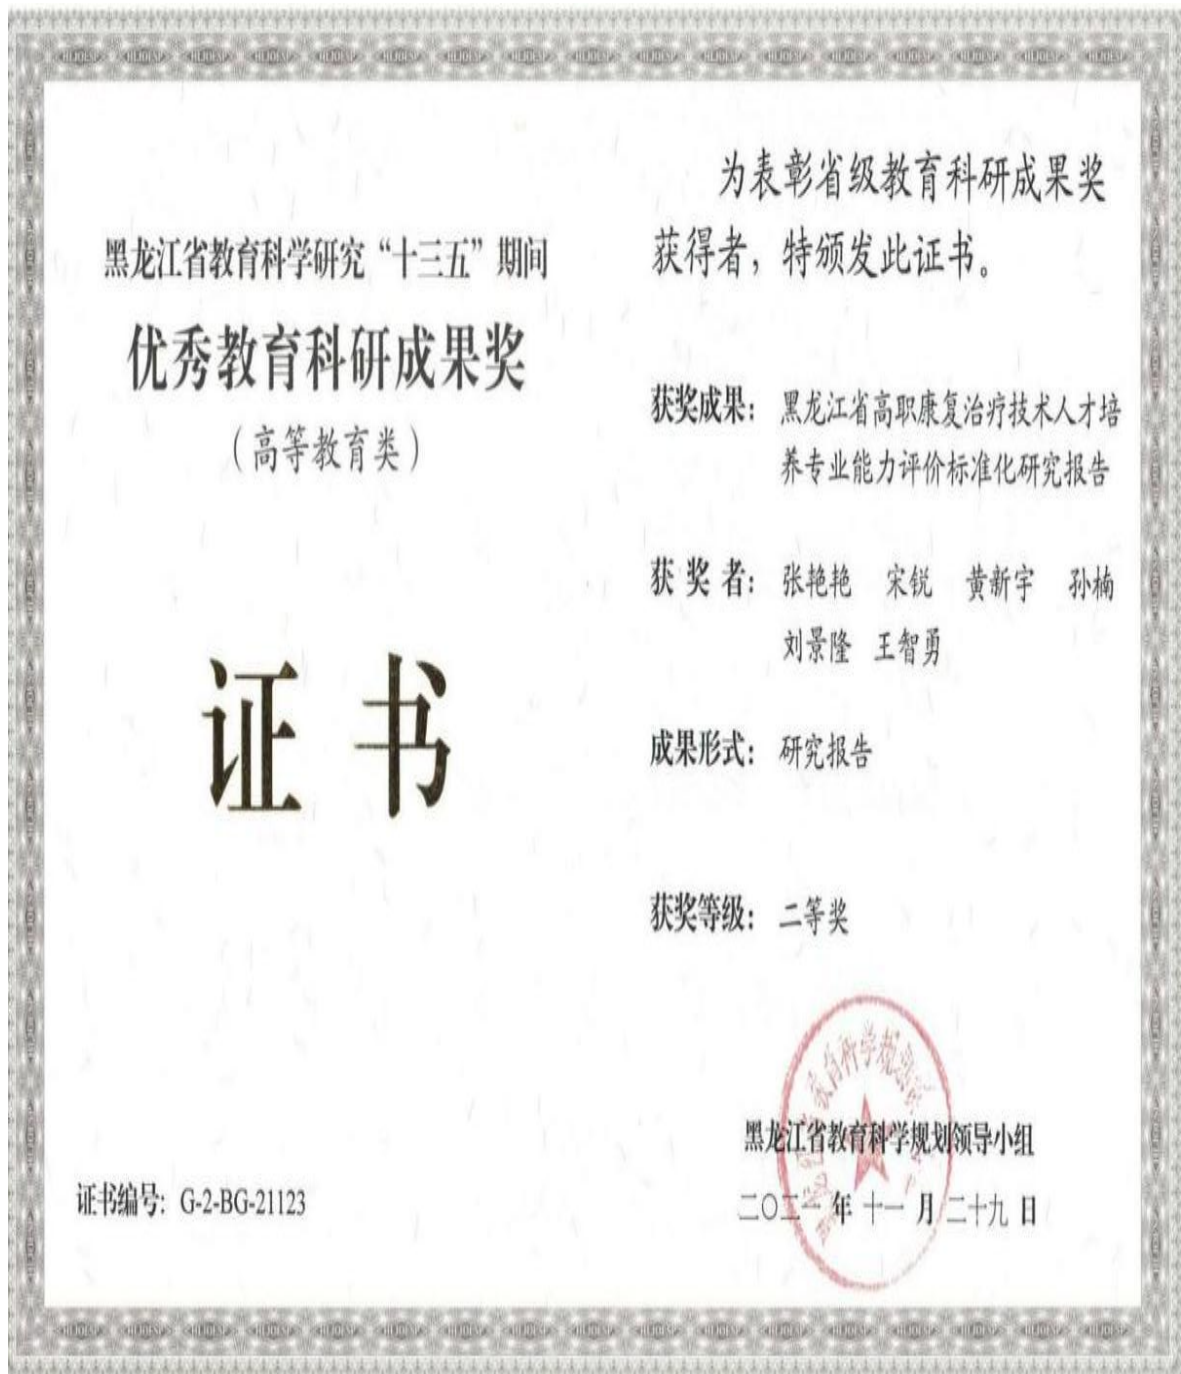 黑龙江省教育科学研究“十三五”期间
优秀教育科研成果奖
（高等教育类）
证书
证书编号：G-2-BG-21123
为表彰省级教育科研成果奖
获得者，特颁发此证书。
获奖成果：黑龙江省高职康复治疗技术人才培
养专业能力评价标准化研究报告
获奖者：张艳艳 宋锐 黄新宇 孙楠
刘景隆 王智勇
成果形式：研究报告
获奖等级：二等奖
黑龙江省教育科学规划领导小组
二〇二一年十一月二十九日